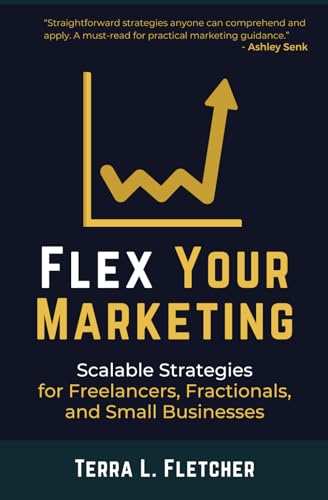 “Straightforward strategies anyone can comprehend and
apply. A must-read for practical marketing guidance.”
- Ashley Senk
FLEX YOUR
MARKETING
Scalable Strategies
for Freelancers, Fractionals,
and Small Businesses
TERRA L. FLETCHER